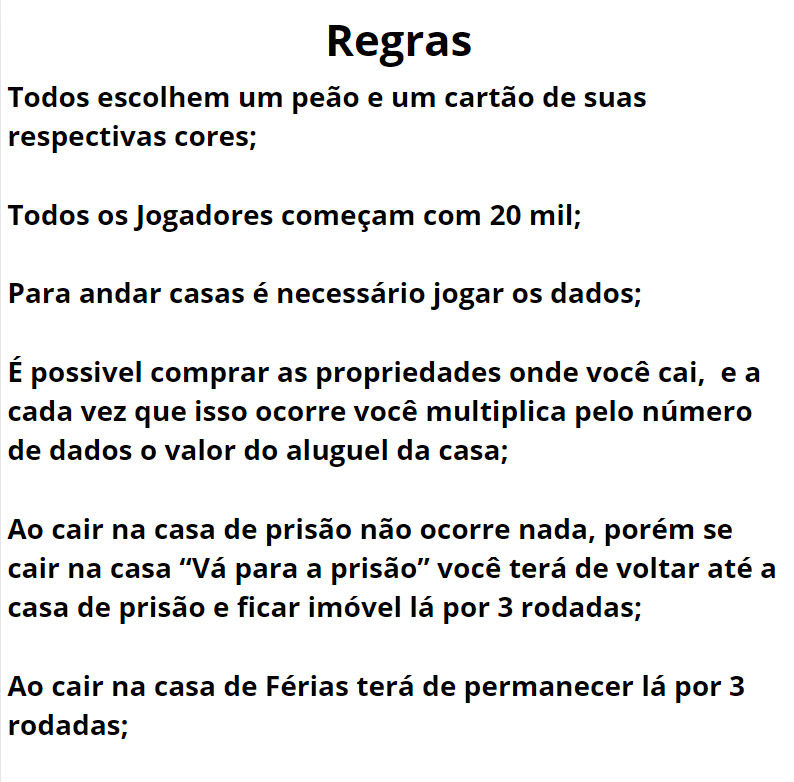 Regras
Todos escolhem um peão e um cartão de suas
respectivas cores;
Todos os Jogadores começam com 20 mil;
Para andar casas é necessário jogar os dados;
É possivel comprar as propriedades onde você cai,  e a
cada vez que isso ocorre você multiplica pelo número
de dados o valor do aluguel da casa;
Ao cair na casa de prisão não ocorre nada, porém se
cair na casa “Vá para a prisão” você terá de voltar até a
casa de prisão e ficar imóvel lá por 3 rodadas;
Ao cair na casa de Férias terá de permanecer lá por 3
rodadas;